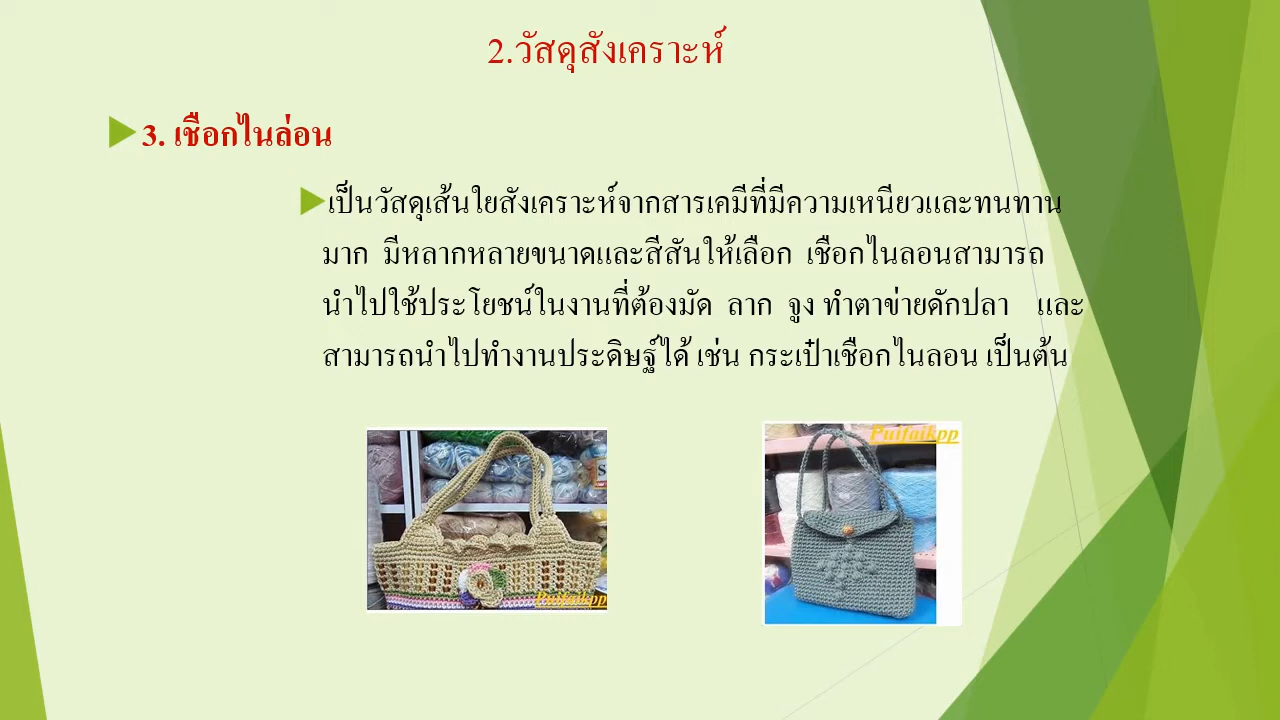 2.วัสดุสังเคราะห์
3. เชือกไนล่อน
เป็นวัสดุเส้นใยสังเคราะห์จากสารเคมีที่มีความเหนียวและทนทาน
มาก มีหลากหลายขนาดและสีสันให้เลือก เชือกไนลอนสามารถ
นำไปใช้ประโยชน์ในงานที่ต้องมัด ลาก จูง ทำตาข่ายดักปลา และ
สามารถนำไปทำงานประดิษฐ์ได้ เช่น กระเป๋าเชือกไนลอน เป็นต้น
Puifaikpp
Puifaikpp